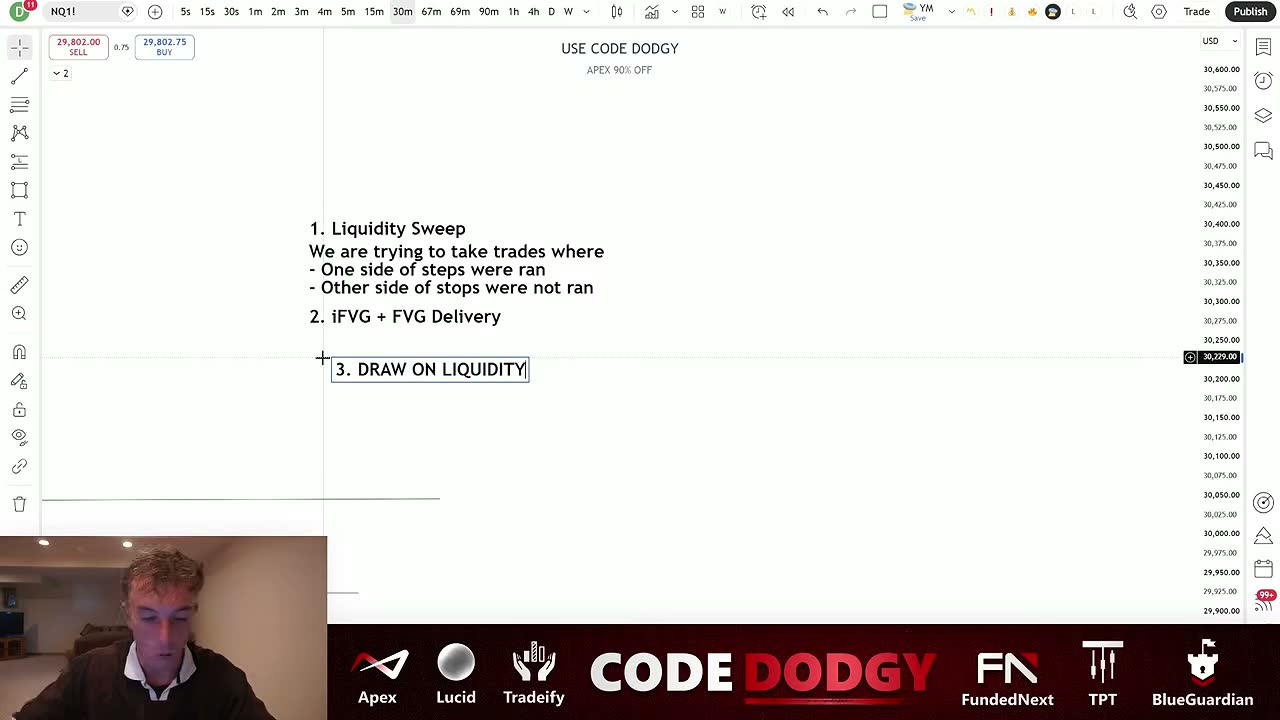 D 11 NQ1! 15s 30s 1m 2m 3m 4m 5m 15m 30m 67m 69m 90m 1h 4h D W W YM Save L L Trade Publish
29,802.00 SELL 0.75 29,802.75 BUY
2
USE CODE DODGY
APEX 90% OFF
1. Liquidity Sweep
We are trying to take trades where
- One side of steps were ran
- Other side of stops were not ran
2. iFVG + FVG Delivery
3. DRAW ON LIQUIDITY
USD
30,600.00
30,575.00
30,550.00
30,525.00
30,500.00
30,475.00
30,450.00
30,425.00
30,400.00
30,375.00
30,350.00
30,325.00
30,300.00
30,275.00
30,250.00
30,229.00
30,200.00
30,175.00
30,150.00
30,125.00
30,100.00
30,075.00
30,050.00
30,025.00
30,000.00
29,975.00
29,950.00
29,925.00
29,900.00
99+
CODE DODGY
Apex Lucid Tradeify FN FundedNext TPT BlueGuardian